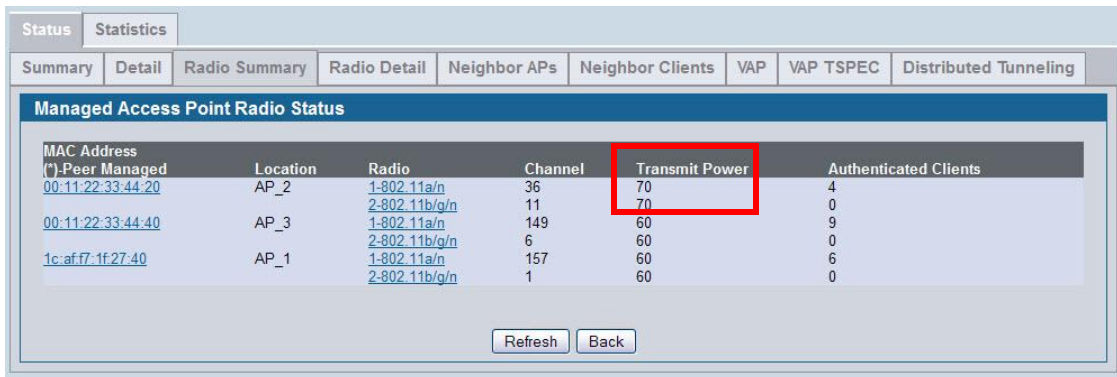 Status Statistics
Summary Detail Radio Summary Radio Detail Neighbor APs Neighbor Clients VAP VAP TSPEC Distributed Tunneling
Managed Access Point Radio Status
MAC Address
(*)-Peer Managed Location Radio Channel Transmit Power Authenticated Clients
00:11:22:33:44:20 AP_2 1-802.11a/n 36 70 4
2-802.11b/g/n 11 70 0
00:11:22:33:44:40 AP_3 1-802.11a/n 149 60 9
2-802.11b/g/n 6 60 0
1c:af:f7:1f:27:40 AP_1 1-802.11a/n 157 60 6
2-802.11b/g/n 1 60 0
Refresh Back